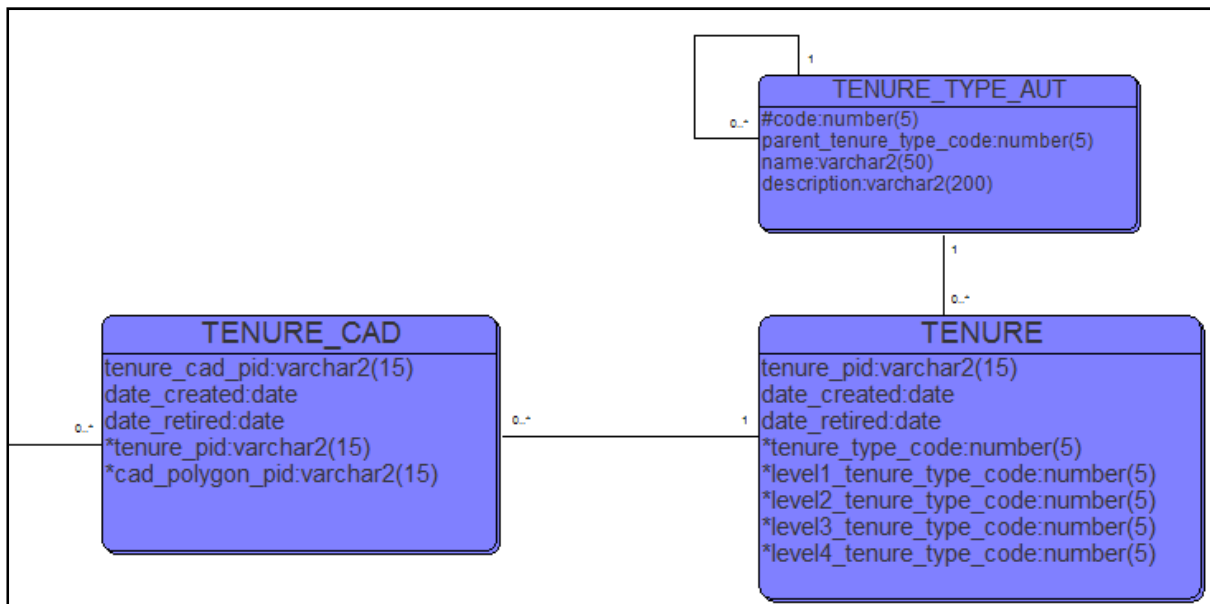 1
TENURE_TYPE_AUT
#code:number(5)
parent_tenure_type_code:number(5)
name:varchar2(50)
description:varchar2(200)
0..*
1
0..*
TENURE_CAD
tenure_cad_pid:varchar2(15)
date_created:date
date_retired:date
*tenure_pid:varchar2(15)
*cad_polygon_pid:varchar2(15)
0..*
0..*
1
TENURE
tenure_pid:varchar2(15)
date_created:date
date_retired:date
*tenure_type_code:number(5)
*level1_tenure_type_code:number(5)
*level2_tenure_type_code:number(5)
*level3_tenure_type_code:number(5)
*level4_tenure_type_code:number(5)